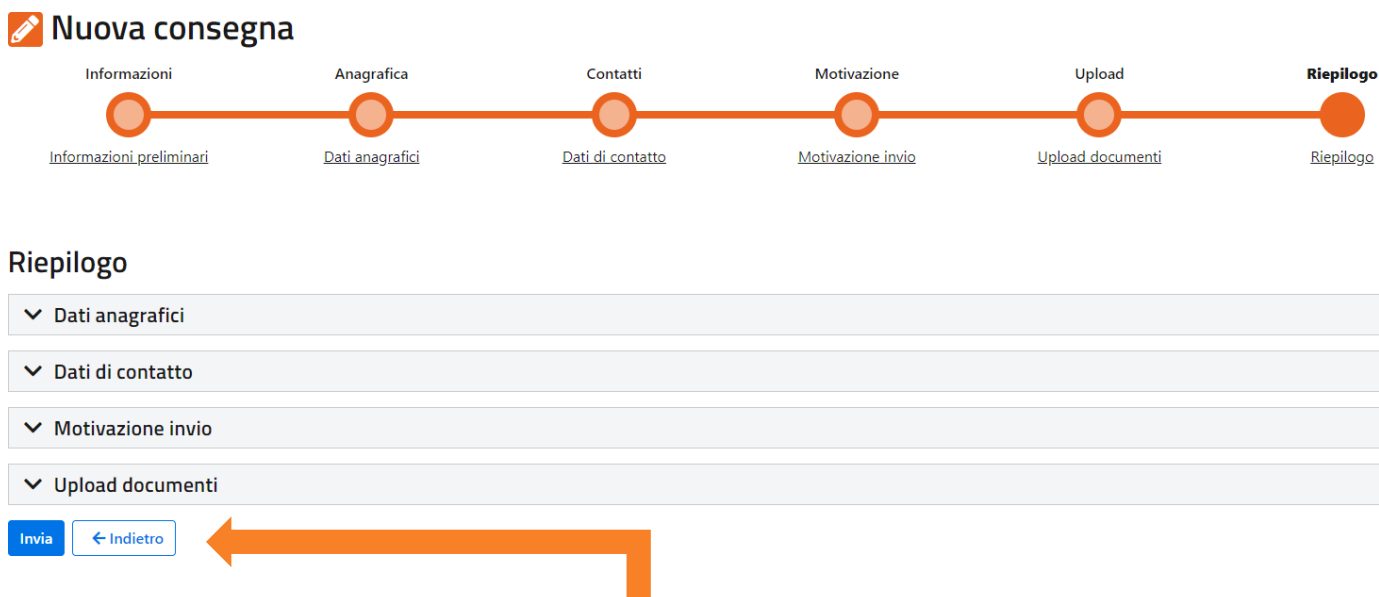 Nuova consegna
Informazioni Anagrafica Contatti Motivazione Upload Riepilogo
Informazioni preliminari Dati anagrafici Dati di contatto Motivazione invio Upload documenti Riepilogo
Riepilogo
Dati anagrafici
Dati di contatto
Motivazione invio
Upload documenti
Invia Indietro